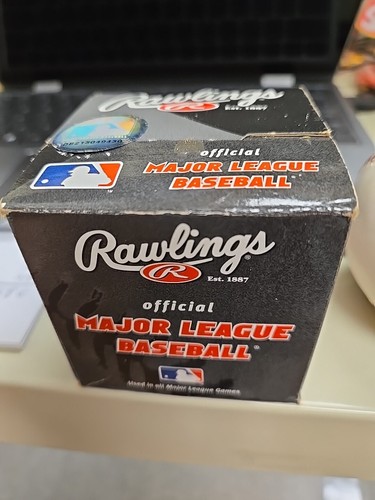 Rawlings
R
Est. 1887
official
MAJOR LEAGUE
BASEBALL
Rawlings
R
Est. 1887
official
MAJOR LEAGUE
BASEBALL
Used in all Major League Games